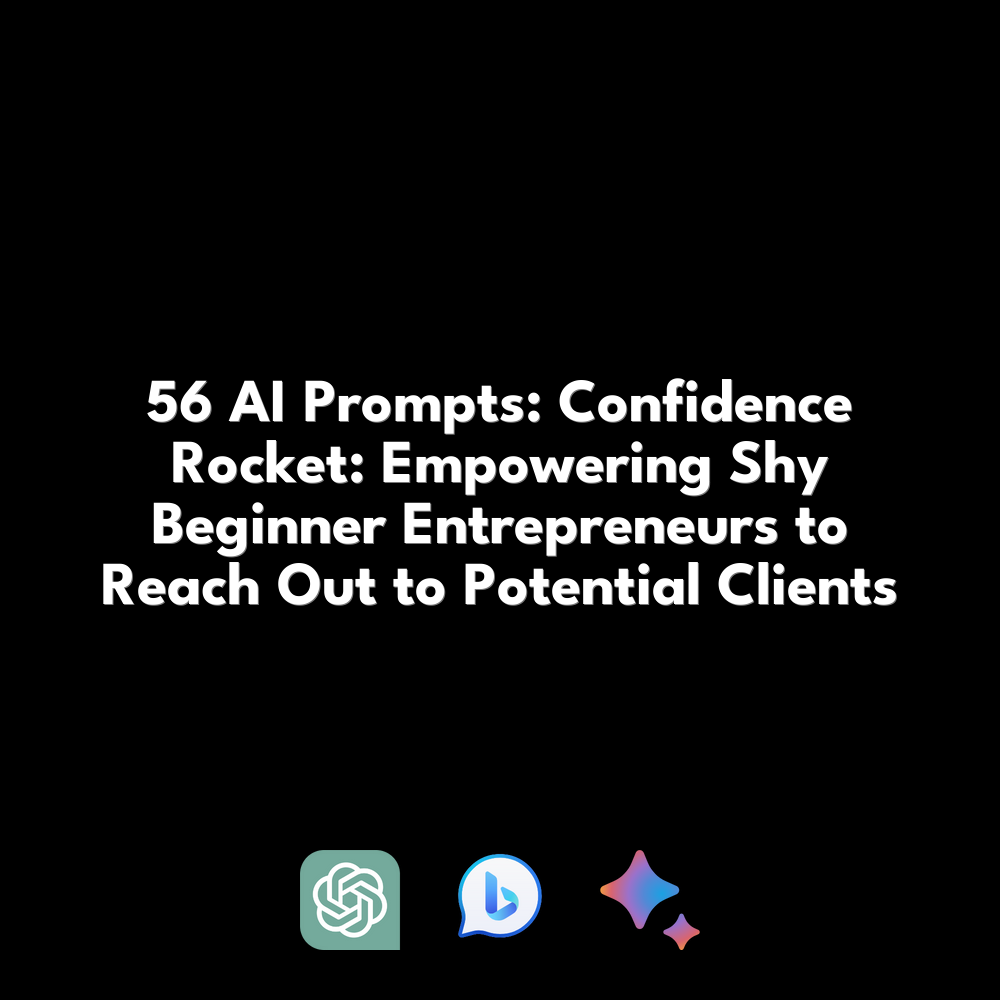 56 AI Prompts: Confidence
Rocket: Empowering Shy
Beginner Entrepreneurs to
Reach Out to Potential Clients